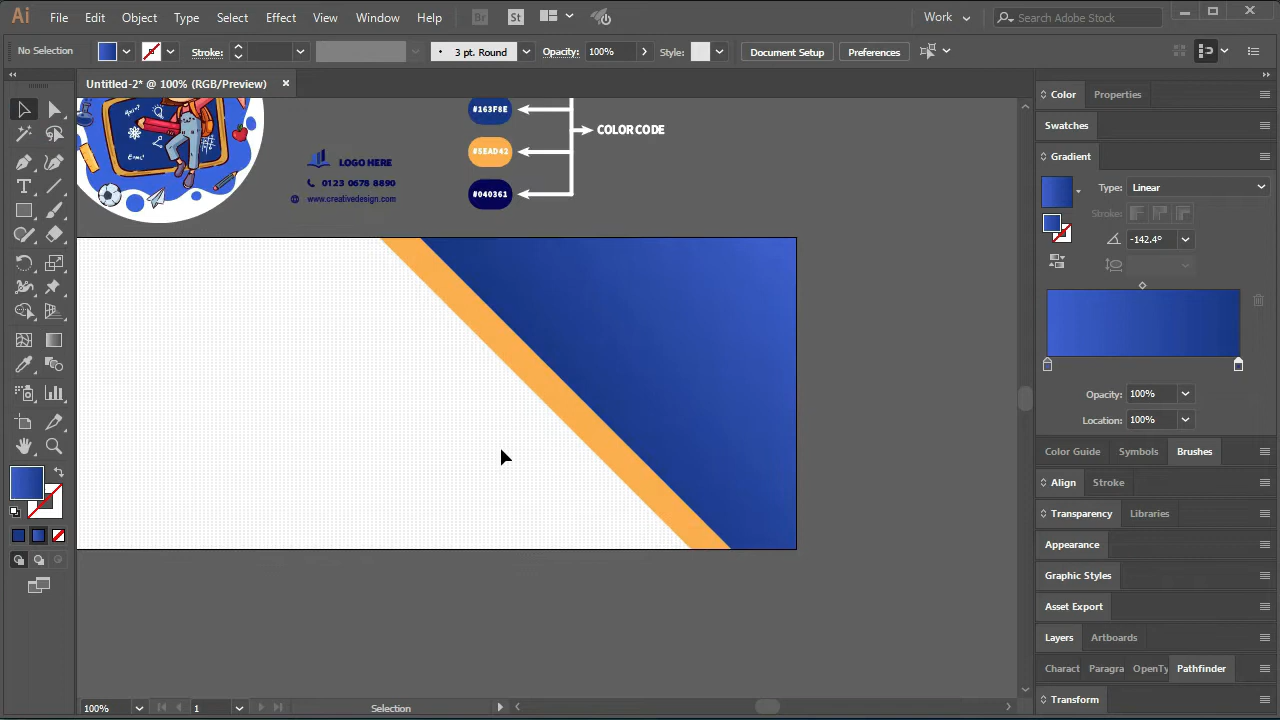 Ai File Edit Object Type Select Effect View Window Help Br St Work Search Adobe Stock
No Selection Stroke: 3 pt. Round Opacity: 100% Style: Document Setup Preferences
Untitled-2* @ 100% (RGB/Preview)
#163F8E
COLOR CODE
#5EAD42
#040361
LOGO HERE
0123 0678 8890
www.creativedesign.com
E=mc²
Color Properties
Swatches
Gradient
Type: Linear
Stroke:
-142.4°
Opacity: 100%
Location: 100%
Color Guide Symbols Brushes
Align Stroke
Transparency Libraries
Appearance
Graphic Styles
Asset Export
Layers Artboards
Charact Paragra OpenTy Pathfinder
Transform
100% 1 Selection